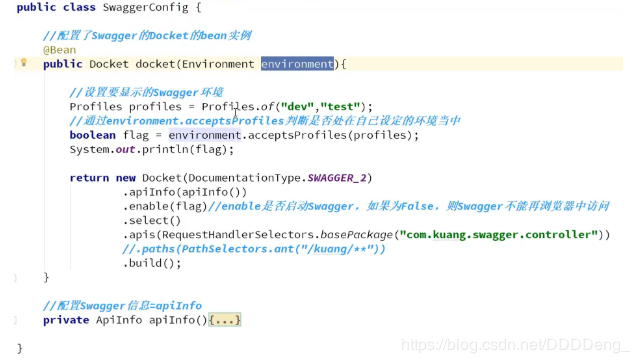 public class SwaggerConfig {
//配置了Swagger的Docket的bean实例
@Bean
public Docket docket(Environment environment){
//设置要显示的Swagger环境
Profiles profiles = Profiles.of("dev","test");
//通过environment.acceptsProfiles判断是否处在自己设定的环境当中
boolean flag = environment.acceptsProfiles(profiles);
System.out.println(flag);
return new Docket(DocumentationType.SWAGGER_2)
.apiInfo(apiInfo())
.enable(flag)//enable是否启动Swagger，如果为False，则Swagger不能再浏览器中访问
.select()
.apis(RequestHandlerSelectors.basePackage("com.kuang.swagger.controller"))
//.paths(PathSelectors.ant("/kuang/**"))
.build();
}
//配置Swagger信息=apiInfo
private ApiInfo apiInfo(){...}
}
https://blog.csdn.net/DDDDeng_